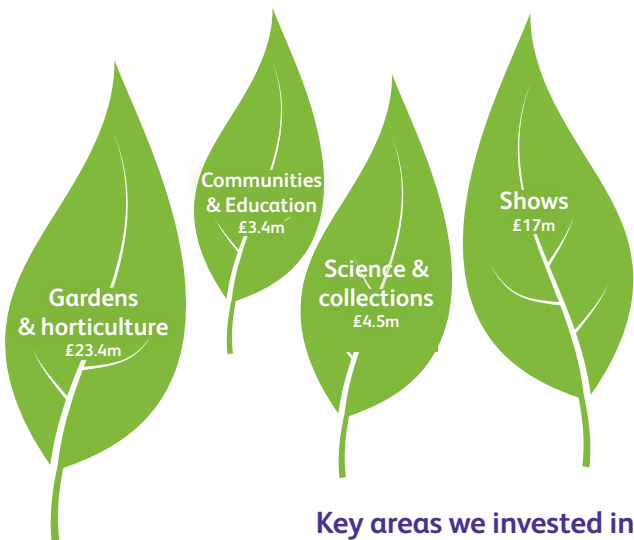 Communities
& Education
£3.4m
Shows
£17m
Science &
collections
£4.5m
Gardens
& horticulture
£23.4m
Key areas we invested in